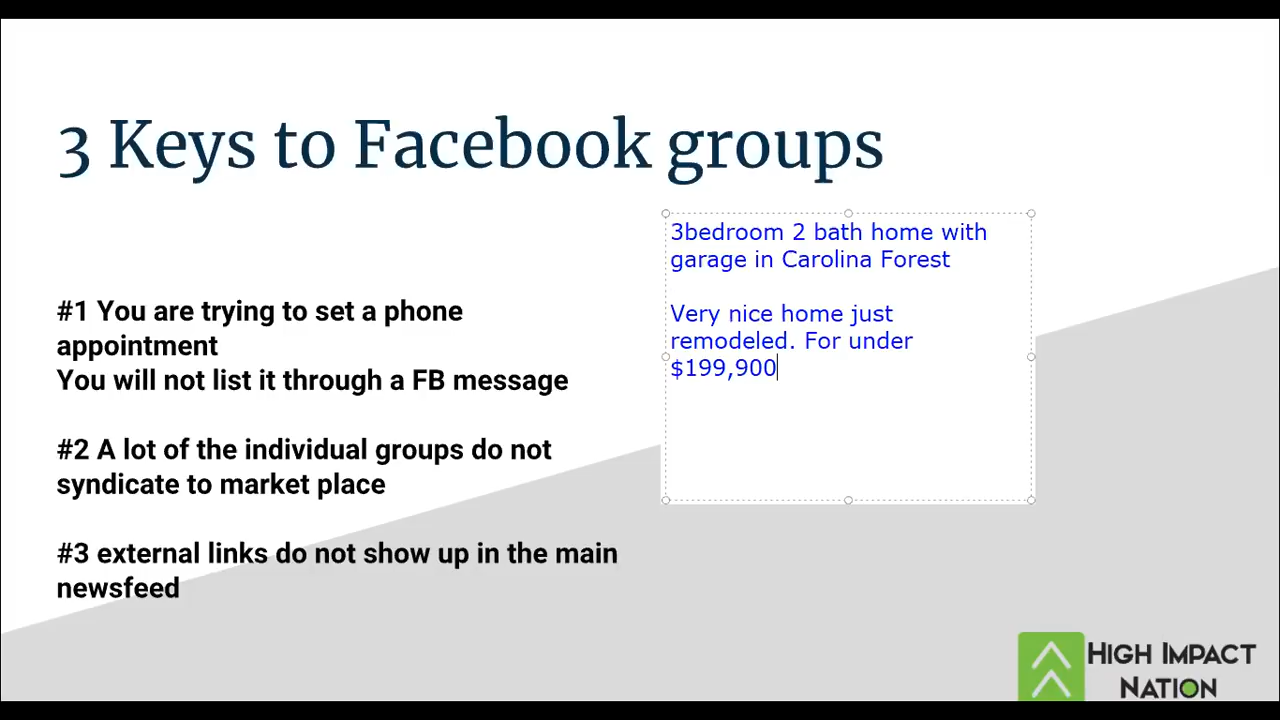 3 Keys to Facebook groups
#1 You are trying to set a phone
appointment
You will not list it through a FB message
#2 A lot of the individual groups do not
syndicate to market place
#3 external links do not show up in the main
newsfeed
3bedroom 2 bath home with
garage in Carolina Forest
Very nice home just
remodeled. For under
$199,900
HIGH IMPACT
NATION